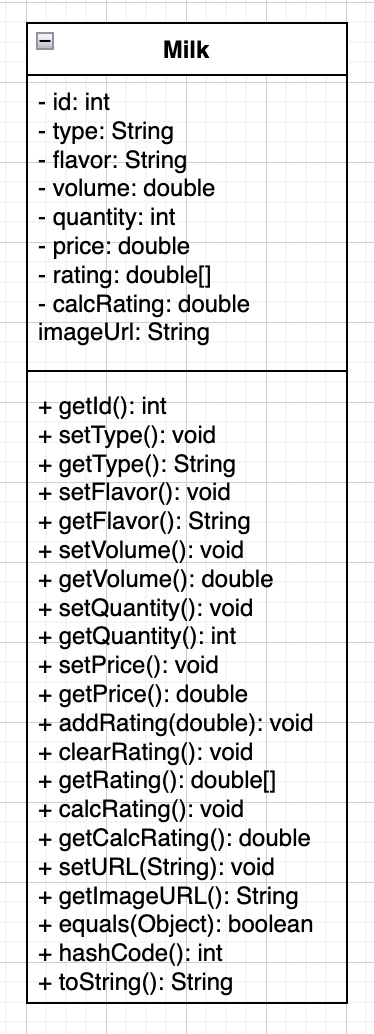 Milk
- id: int
- type: String
- flavor: String
- volume: double
- quantity: int
- price: double
- rating: double[]
- calcRating: double
imageUrl: String
+ getId(): int
+ setType(): void
+ getType(): String
+ setFlavor(): void
+ getFlavor(): String
+ setVolume(): void
+ getVolume(): double
+ setQuantity(): void
+ getQuantity(): int
+ setPrice(): void
+ getPrice(): double
+ addRating(double): void
+ clearRating(): void
+ getRating(): double[]
+ calcRating(): void
+ getCalcRating(): double
+ setURL(String): void
+ getImageURL(): String
+ equals(Object): boolean
+ hashCode(): int
+ toString(): String